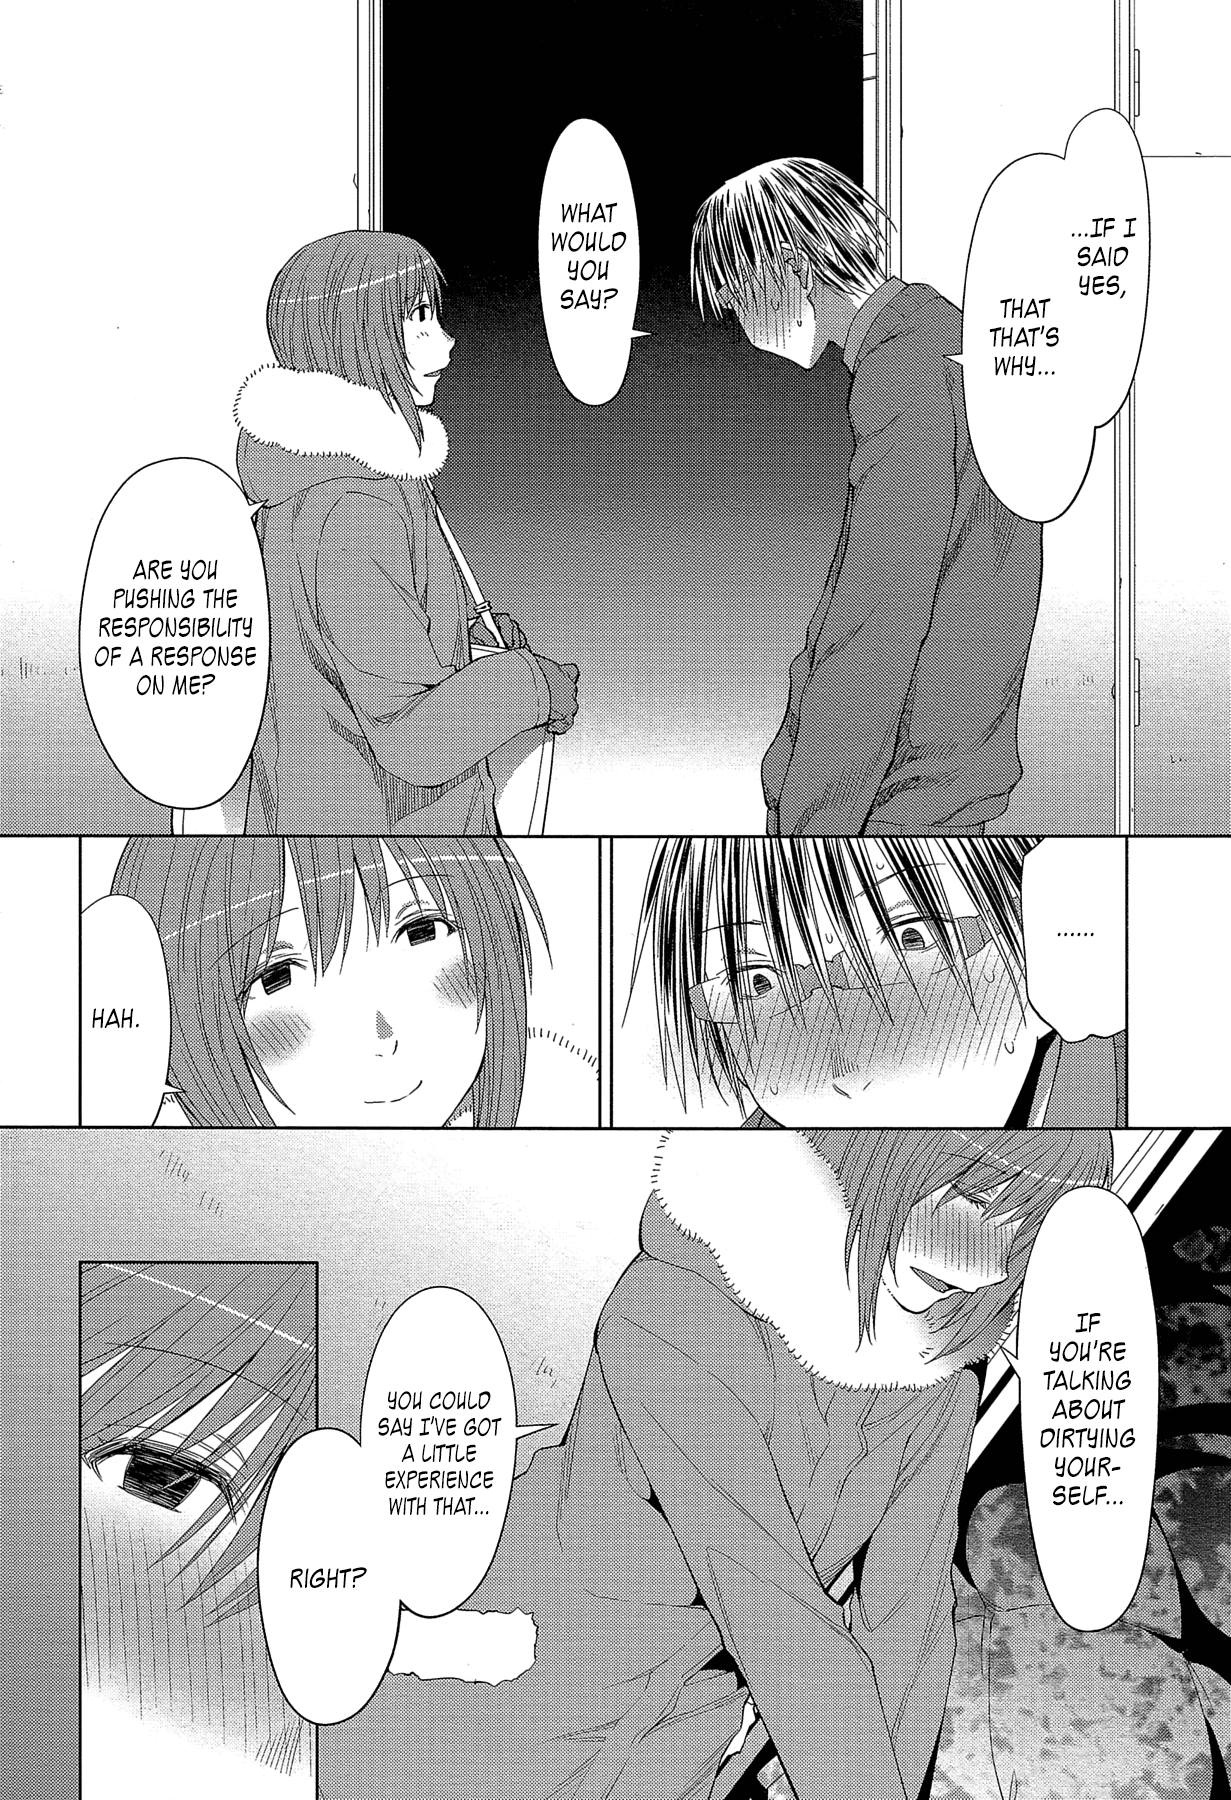 ...IF I
SAID
YES,
THAT
THAT'S
WHY...
WHAT
WOULD
YOU
SAY?
ARE YOU
PUSHING THE
RESPONSIBILITY
OF A RESPONSE
ON ME?
......
HAH.
IF
YOU'RE
TALKING
ABOUT
DIRTYING
YOUR-
SELF...
YOU COULD
SAY I'VE GOT
A LITTLE
EXPERIENCE
WITH THAT...
RIGHT?